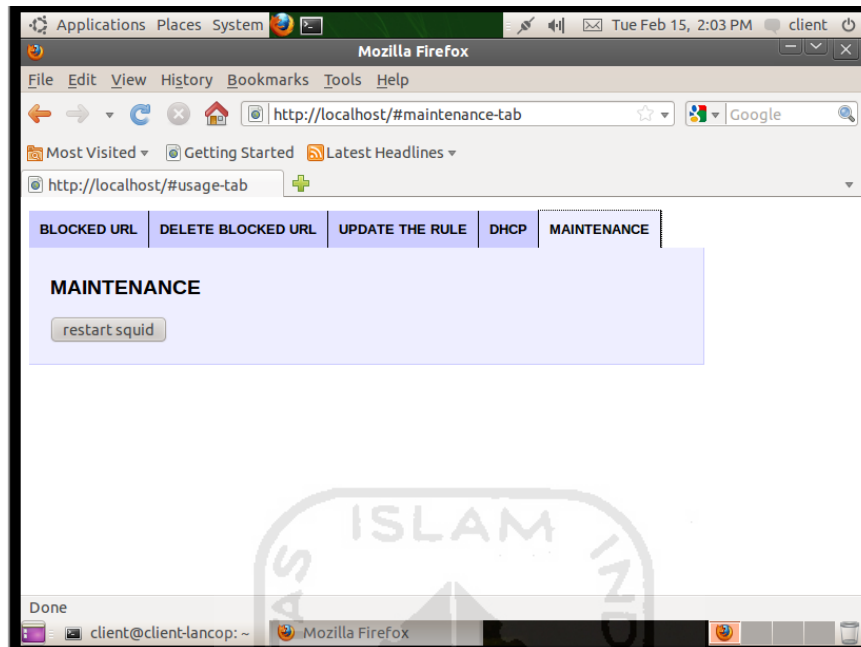 Applications Places System Tue Feb 15, 2:03 PM client
Mozilla Firefox
File Edit View History Bookmarks Tools Help
http://localhost/#maintenance-tab Google
Most Visited Getting Started Latest Headlines
http://localhost/#usage-tab
BLOCKED URL DELETE BLOCKED URL UPDATE THE RULE DHCP MAINTENANCE
MAINTENANCE
restart squid
ISLAM
Done
client@client-lancop: ~ Mozilla Firefox